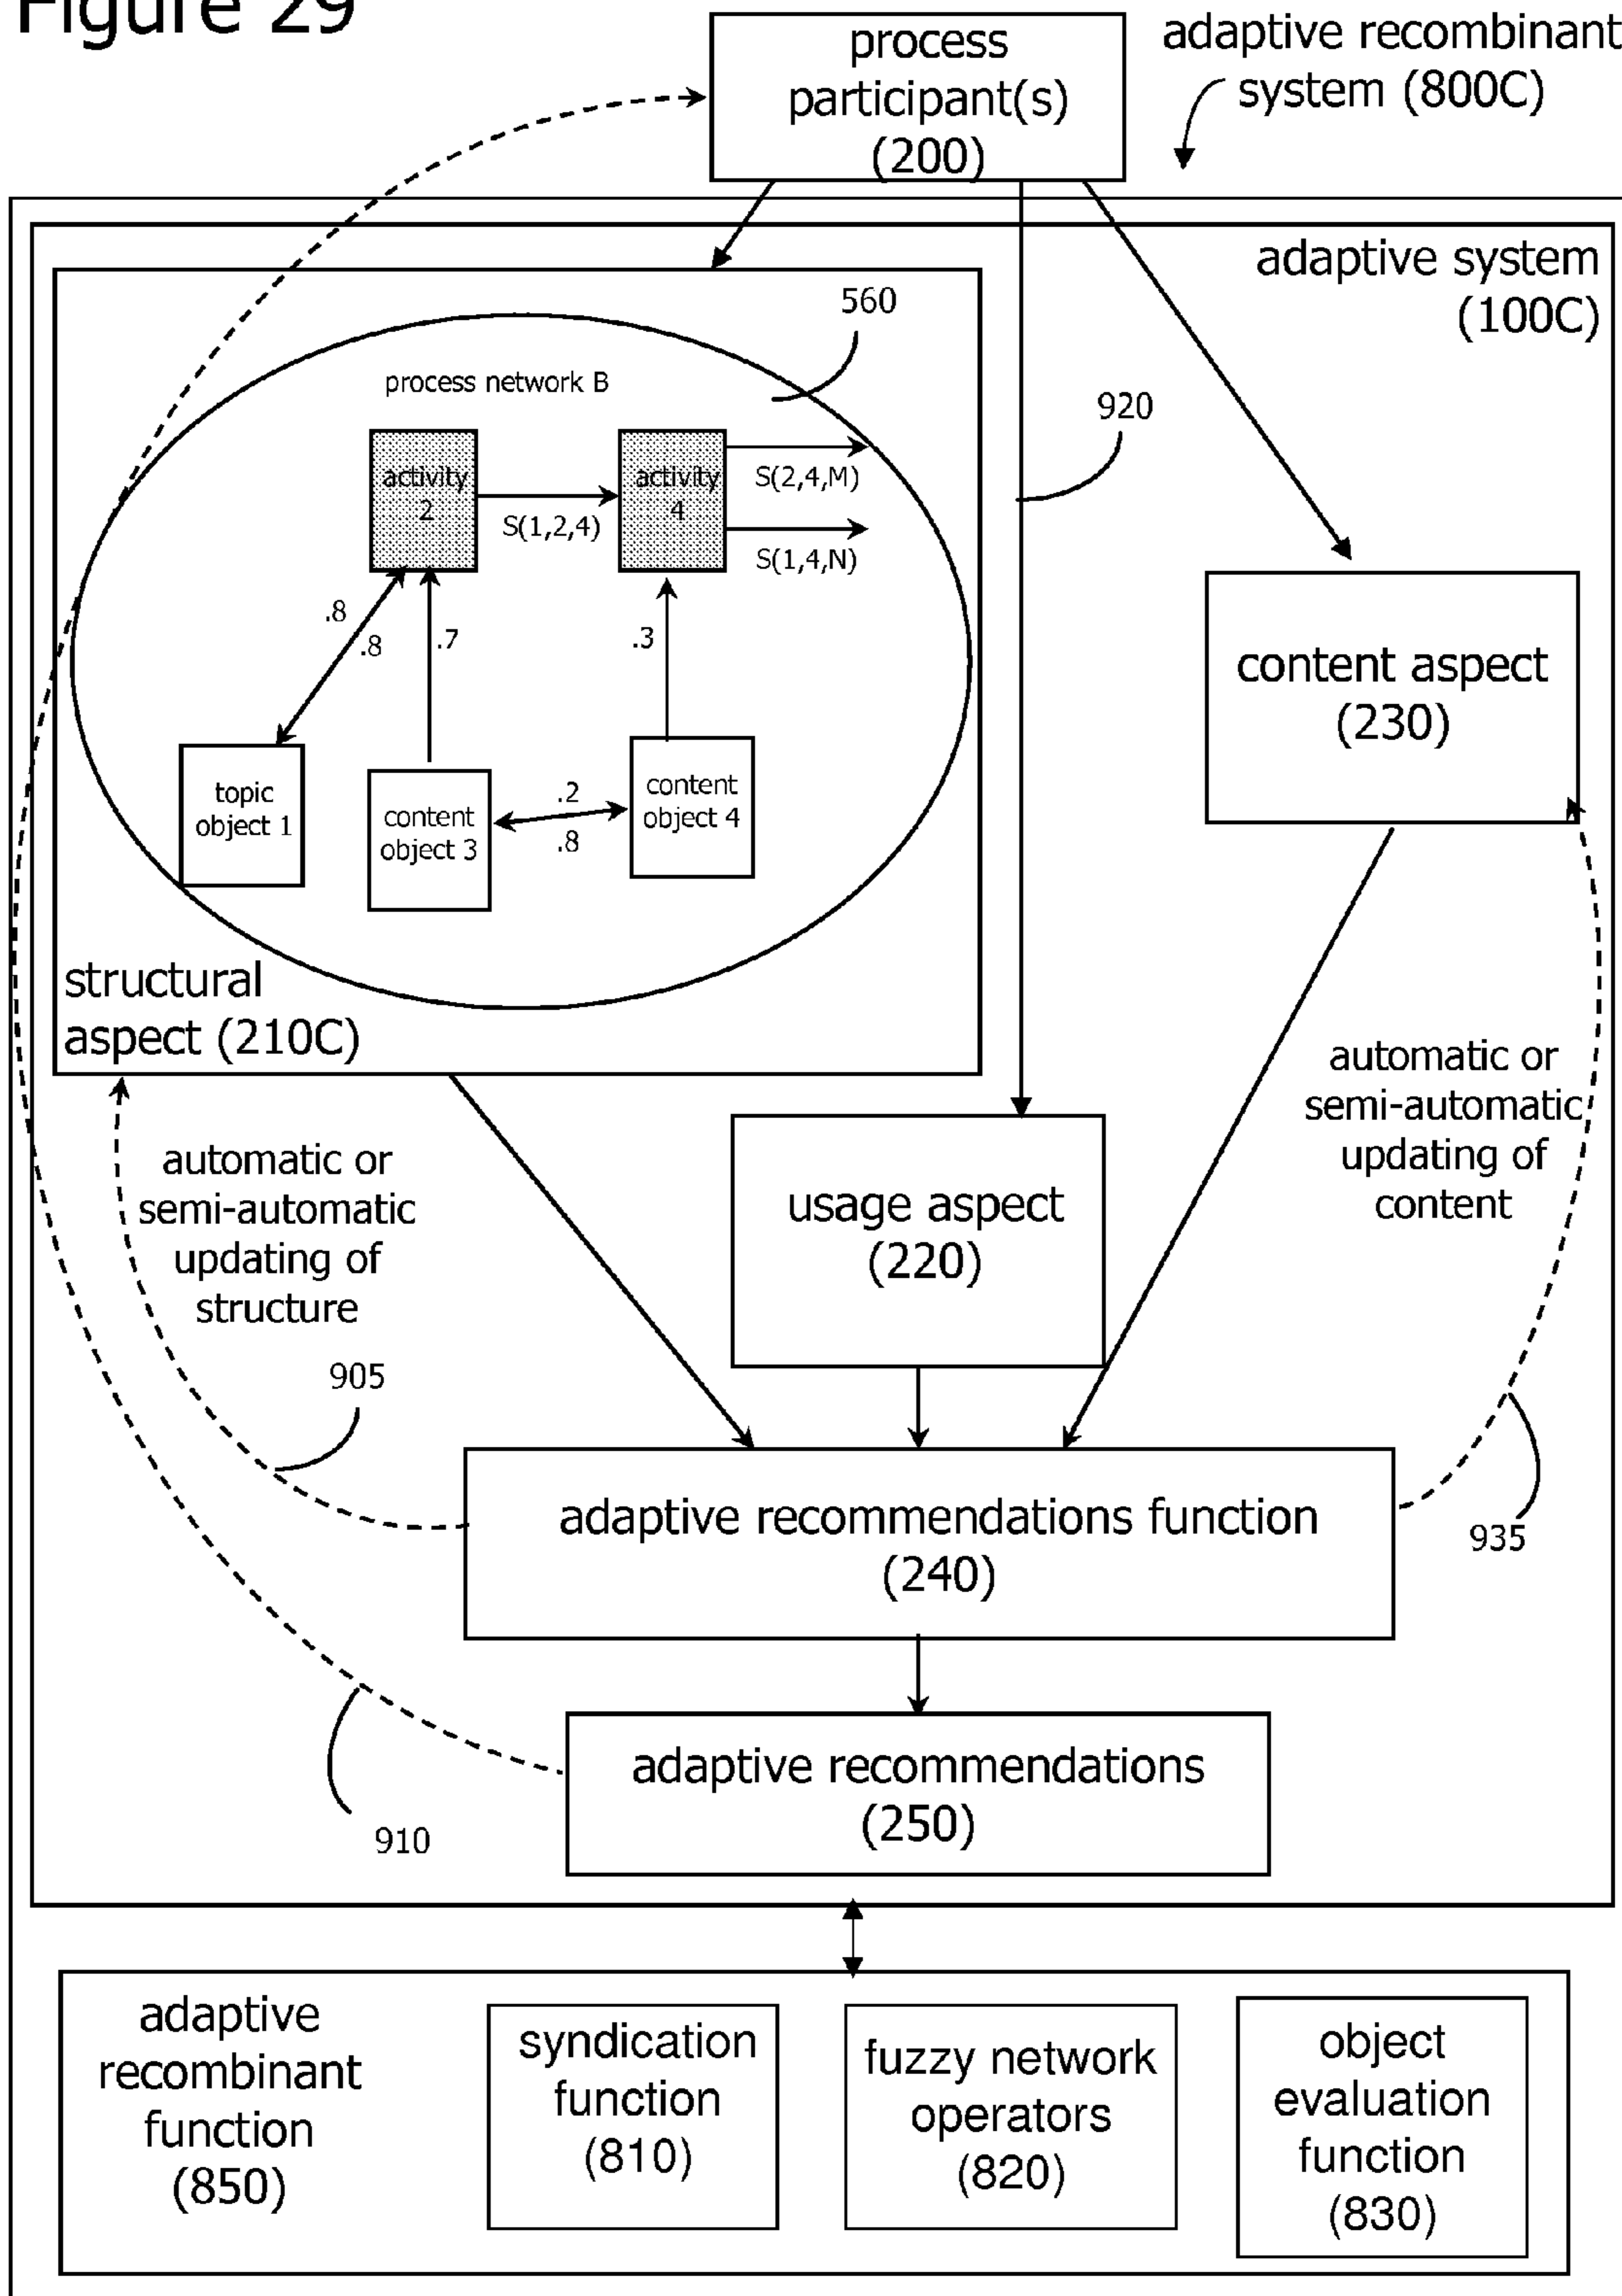 Figure 29
process
participant(s)
(200)
adaptive recombinant
system (800C)
adaptive system
(100C)
560
process network B
920
activity
2
S(1,2,4)
activity
4
S(2,4,M)
S(1,4,N)
.8
.8
.7
.3
content aspect
(230)
topic
object 1
content
object 3
.2
.8
content
object 4
structural
aspect (210C)
automatic or
semi-automatic
updating of
structure
automatic or
semi-automatic
updating of
content
usage aspect
(220)
905
935
adaptive recommendations function
(240)
adaptive recommendations
(250)
910
adaptive
recombinant
function
(850)
syndication
function
(810)
fuzzy network
operators
(820)
object
evaluation
function
(830)